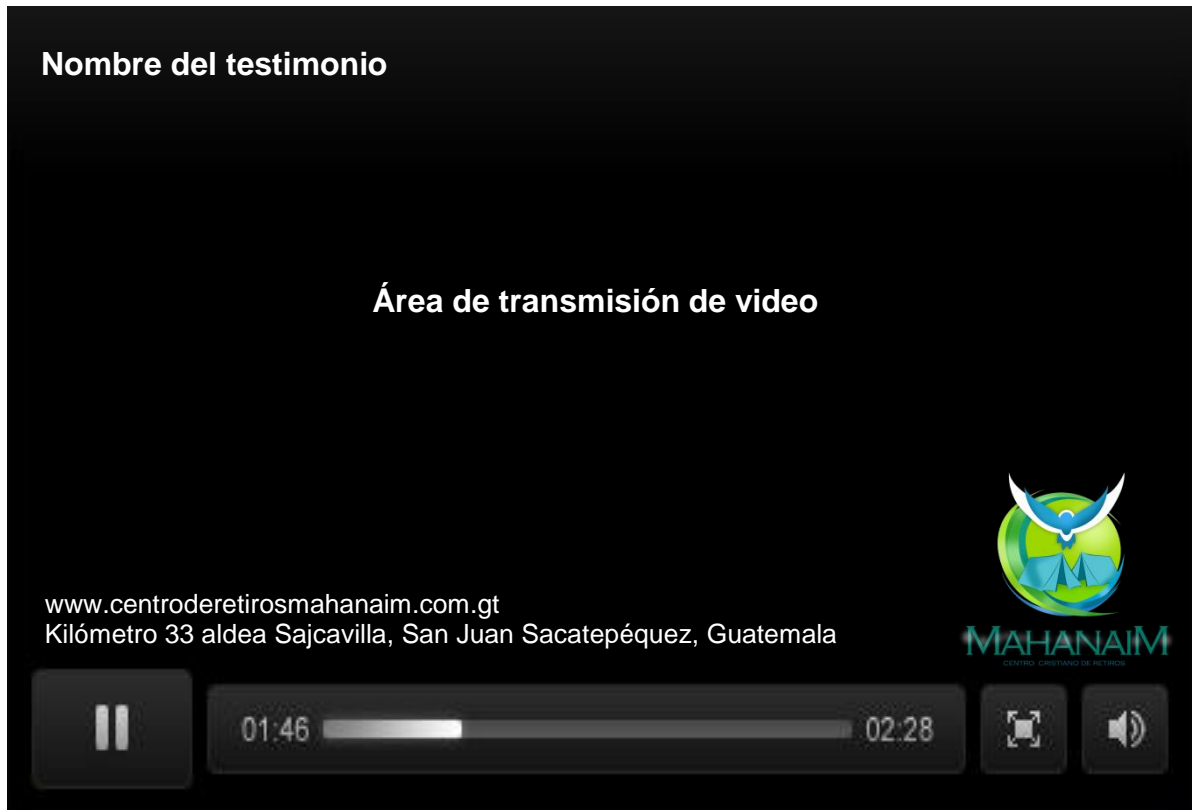 Nombre del testimonio
Área de transmisión de video
www.centroderetirosmahanaim.com.gt
Kilómetro 33 aldea Sajcavilla, San Juan Sacatepéquez, Guatemala
MAHANAIM
CENTRO CRISTIANO DE RETIROS
01:46 02:28